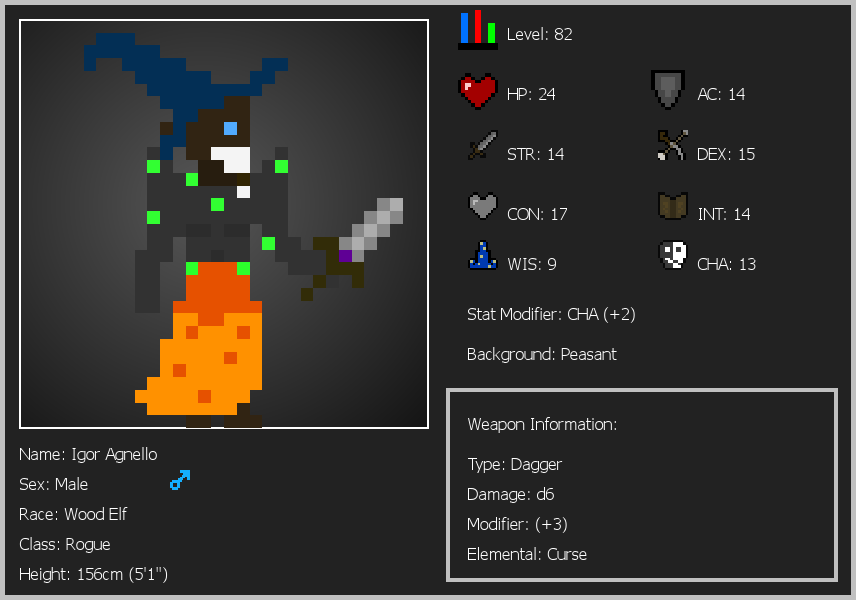 Level: 82
HP: 24
AC: 14
STR: 14
DEX: 15
CON: 17
INT: 14
WIS: 9
CHA: 13
Stat Modifier: CHA (+2)
Background: Peasant
Weapon Information:
Type: Dagger
Damage: d6
Modifier: (+3)
Elemental: Curse
Name: Igor Agnello
Sex: Male
Race: Wood Elf
Class: Rogue
Height: 156cm (5'1")